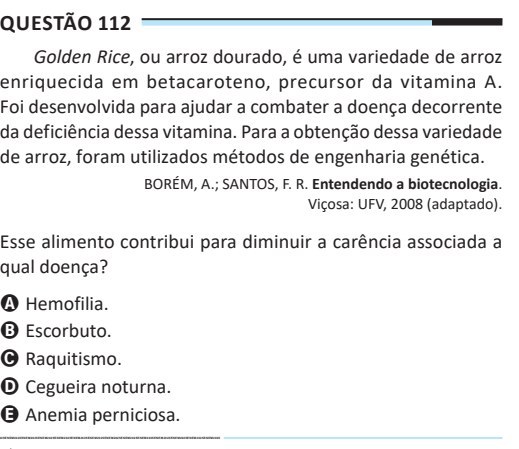 QUESTÃO 112
Golden Rice, ou arroz dourado, é uma variedade de arroz
enriquecida em betacaroteno, precursor da vitamina A.
Foi desenvolvida para ajudar a combater a doença decorrente
da deficiência dessa vitamina. Para a obtenção dessa variedade
de arroz, foram utilizados métodos de engenharia genética.
BORÉM, A.; SANTOS, F. R. Entendendo a biotecnologia.
Viçosa: UFV, 2008 (adaptado).
Esse alimento contribui para diminuir a carência associada a
qual doença?
A Hemofilia.
B Escorbuto.
C Raquitismo.
D Cegueira noturna.
E Anemia perniciosa.